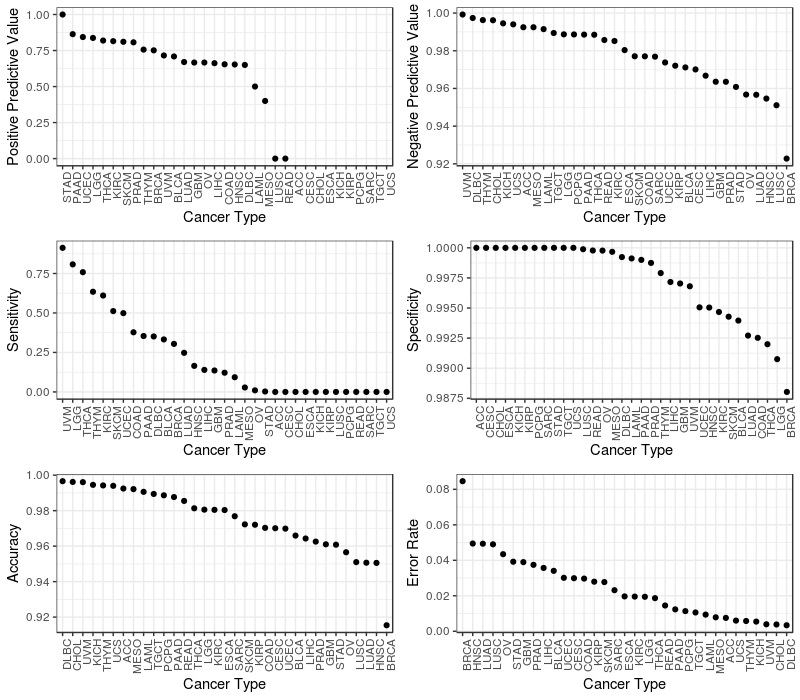 Positive Predictive Value
1.00
0.75
0.50
0.25
0.00
STAD
PAAD
UCEC
LGG
THCA
KIRC
SKCM
PRAD
THYM
BRCA
UVM
BLCA
LUAD
GBM
OV
LIHC
COAD
HNSC
DLBC
LAML
MESO
LUSC
READ
ACC
CESC
CHOL
ESCA
KICH
KIRP
PCPG
SARC
TGCT
UCS
Cancer Type
Negative Predictive Value
1.00
0.98
0.96
0.94
0.92
UVM
DLBC
THYM
CHOL
KICH
UCS
ACC
MESO
LAML
TGCT
LGG
PCPG
PAAD
THCA
READ
KIRC
ESCA
SKCM
COAD
SARC
UCEC
KIRP
BLCA
CESC
LIHC
GBM
PRAD
STAD
OV
LUAD
HNSC
LUSC
BRCA
Cancer Type
Sensitivity
0.75
0.50
0.25
0.00
UVM
LGG
THCA
THYM
KIRC
SKCM
UCEC
COAD
PAAD
DLBC
BLCA
BRCA
LUAD
HNSC
LIHC
GBM
PRAD
LAML
MESO
OV
STAD
ACC
CESC
CHOL
ESCA
KICH
KIRP
LUSC
PCPG
READ
SARC
TGCT
UCS
Cancer Type
Specificity
1.0000
0.9975
0.9950
0.9925
0.9900
0.9875
ACC
CESC
CHOL
ESCA
KICH
KIRP
PCPG
SARC
STAD
TGCT
UCS
LUSC
READ
OV
MESO
DLBC
LAML
PAAD
PRAD
THYM
LIHC
GBM
UVM
UCEC
HNSC
KIRC
SKCM
BLCA
LUAD
COAD
THCA
LGG
BRCA
Cancer Type
Accuracy
1.00
0.98
0.96
0.94
0.92
DLBC
CHOL
UVM
KICH
THYM
UCS
ACC
MESO
LAML
TGCT
PCPG
PAAD
READ
THCA
LGG
KIRC
ESCA
SARC
SKCM
KIRP
COAD
CESC
UCEC
BLCA
LIHC
PRAD
GBM
STAD
OV
LUSC
LUAD
HNSC
BRCA
Cancer Type
Error Rate
0.08
0.06
0.04
0.02
0.00
BRCA
HNSC
LUAD
LUSC
OV
STAD
GBM
PRAD
LIHC
BLCA
UCEC
CESC
COAD
KIRP
SKCM
SARC
ESCA
KIRC
LGG
THCA
READ
PAAD
PCPG
TGCT
LAML
MESO
ACC
UCS
THYM
KICH
UVM
CHOL
DLBC
Cancer Type